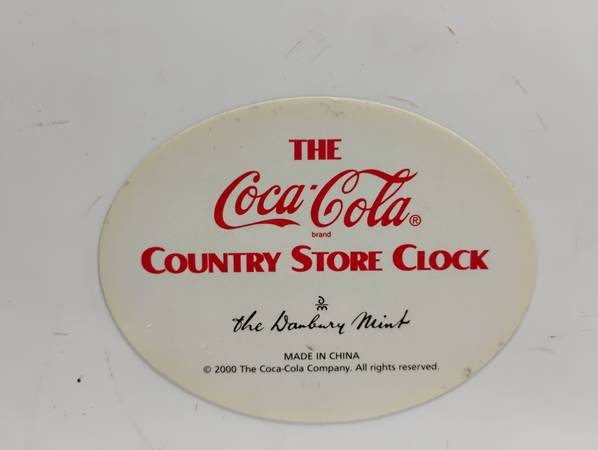 THE
Coca-Cola®
brand
COUNTRY STORE CLOCK
DM
the Danbury Mint
MADE IN CHINA
© 2000 The Coca-Cola Company. All rights reserved.